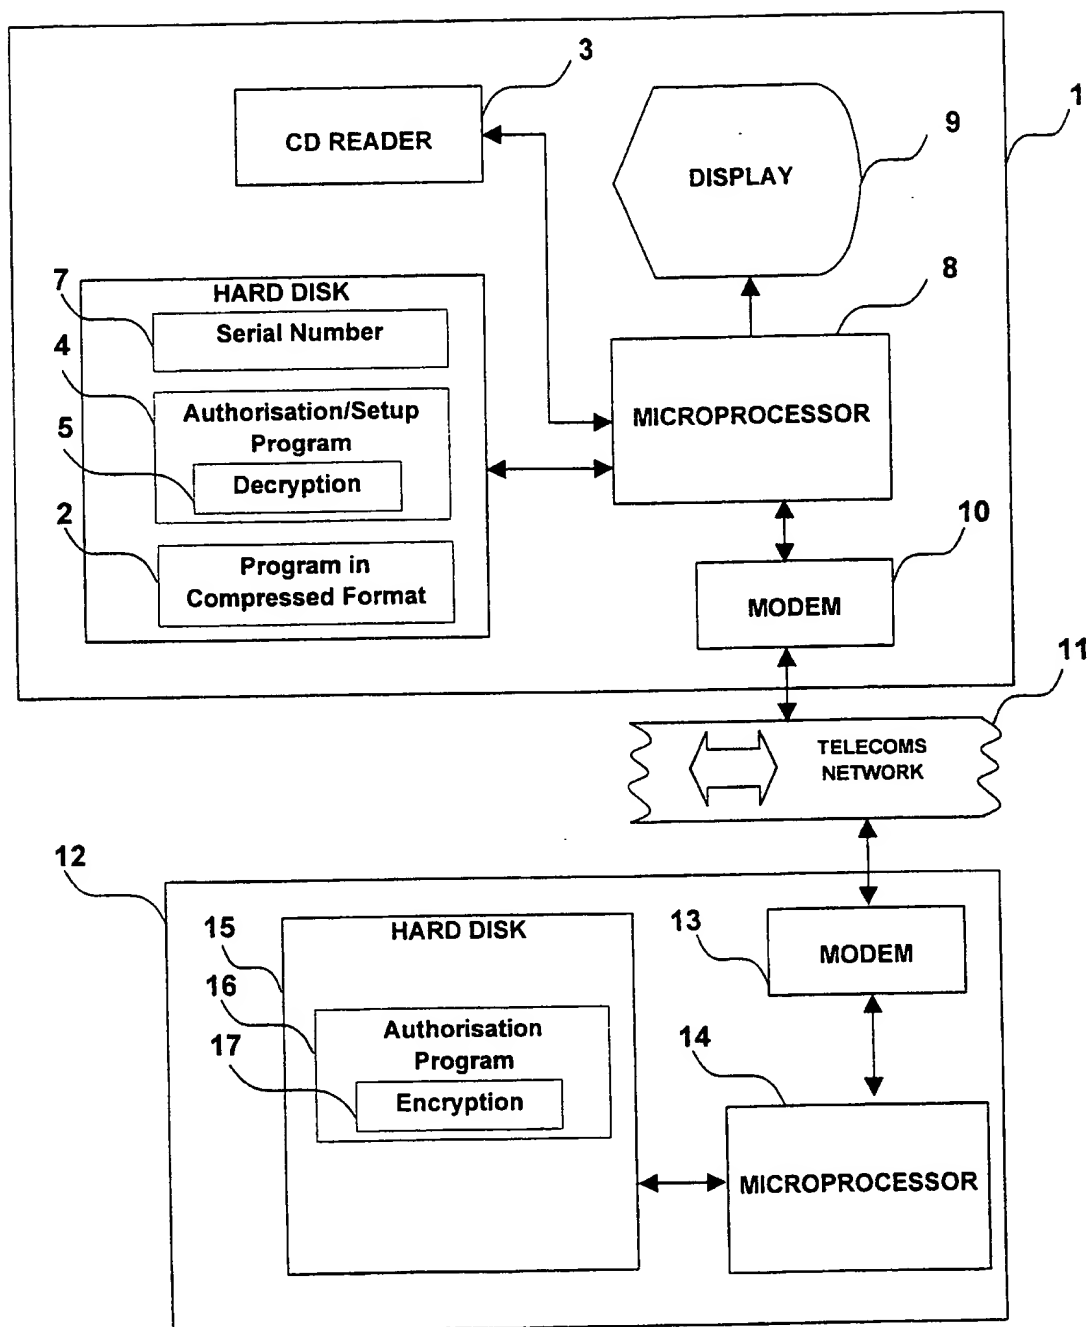 3
1
CD READER
9
DISPLAY
7
HARD DISK
8
Serial Number
4
Authorisation/Setup
Program
MICROPROCESSOR
5
Decryption
2
10
Program in
Compressed Format
MODEM
11
TELECOMS
NETWORK
12
15
HARD DISK
13
MODEM
16
Authorisation
Program
17
14
Encryption
MICROPROCESSOR